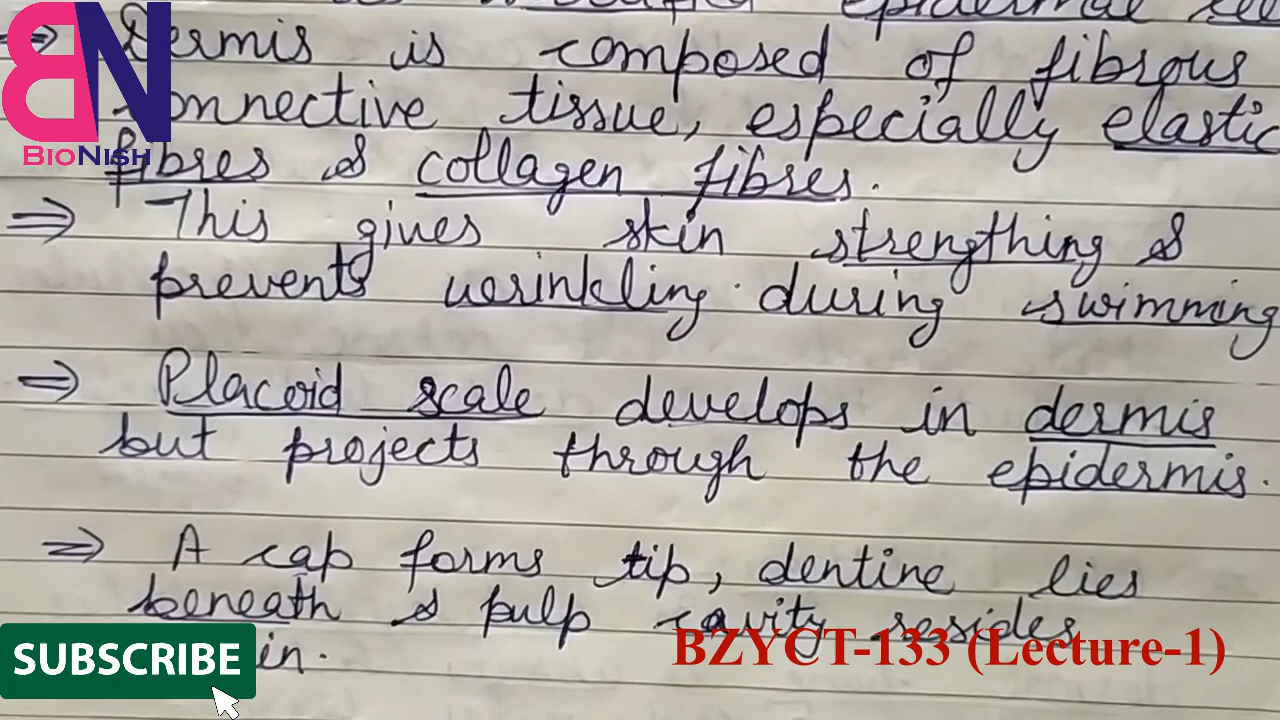 epidermal
⇒ Dermis is composed of fibrous
connective tissue, especially elastic
fibres & collagen fibres.
⇒ This gives skin strengthing &
prevents wrinkling during swimming
⇒ Placoid scale develops in dermis
but projects through the epidermis.
⇒ A cap forms tip, dentine lies
beneath & pulp cavity resides
in.
BN
BIONISH
SUBSCRIBE
BZYCT-133 (Lecture-1)